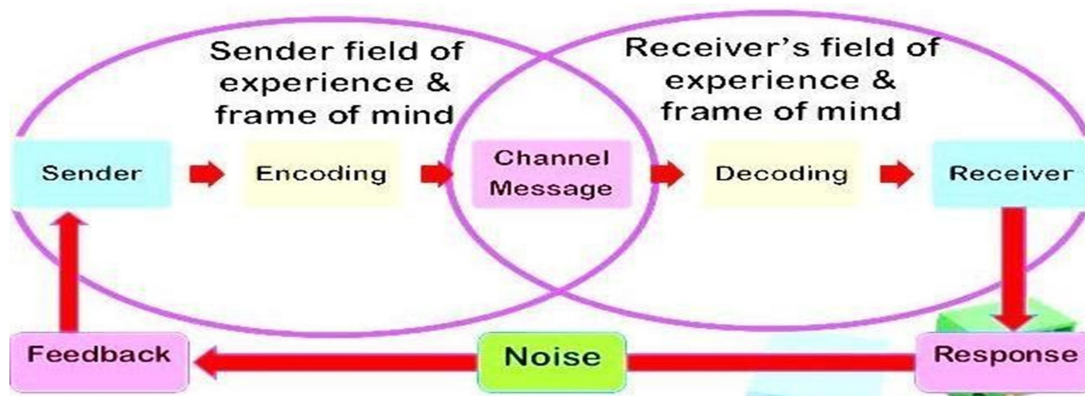 Sender field of
experience &
frame of mind
Receiver's field of
experience &
frame of mind
Sender
Encoding
Channel
Message
Decoding
Receiver
Feedback
Noise
Response